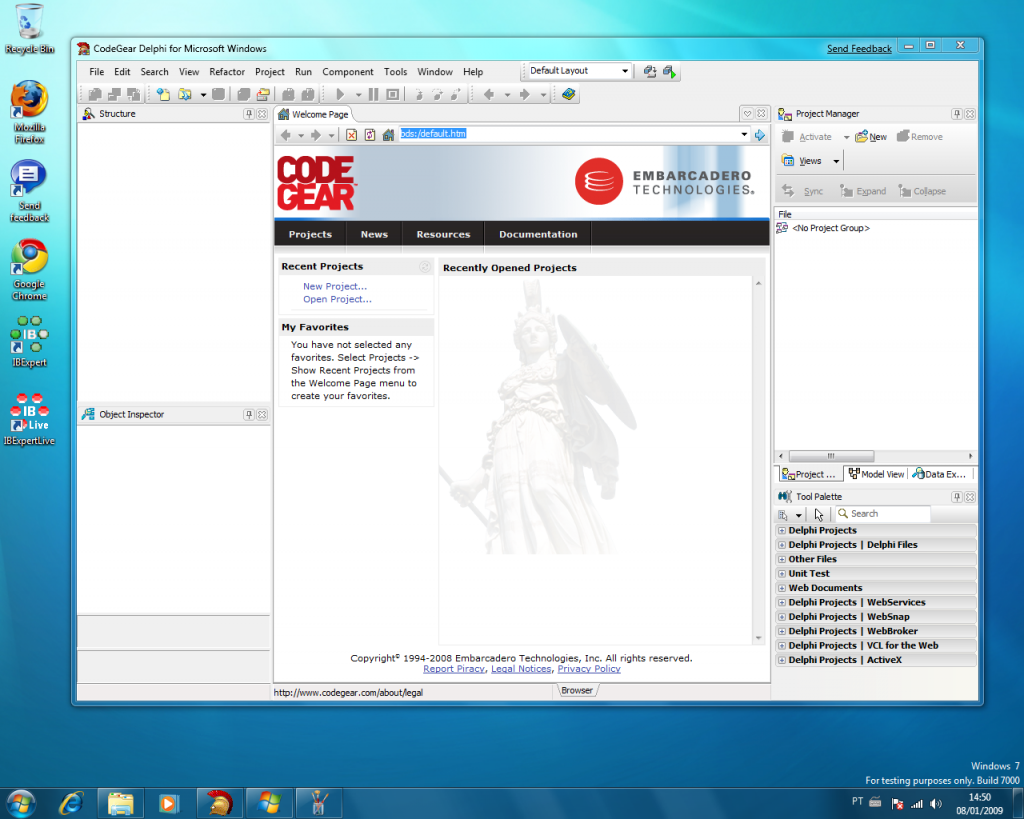 Recycle Bin
Mozilla
Firefox
Send
feedback
Google
Chrome
IB
IBExpert
IB
Live
IBExpertLive
CodeGear Delphi for Microsoft Windows
Send Feedback
File Edit Search View Refactor Project Run Component Tools Window Help
Default Layout
Structure
Object Inspector
Welcome Page
bds:/default.htm
CODE
GEAR™
EMBARCADERO
TECHNOLOGIES®
Projects News Resources Documentation
Recent Projects
New Project...
Open Project...
My Favorites
You have not selected any
favorites. Select Projects ->
Show Recent Projects from
the Welcome Page menu to
create your favorites.
Recently Opened Projects
Copyright© 1994-2008 Embarcadero Technologies, Inc. All rights reserved.
Report Piracy, Legal Notices, Privacy Policy
http://www.codegear.com/about/legal
Browser
Project Manager
Activate New Remove
Views
Sync Expand Collapse
File
<No Project Group>
Project ... Model View Data Ex...
Tool Palette
Search
Delphi Projects
Delphi Projects | Delphi Files
Other Files
Unit Test
Web Documents
Delphi Projects | WebServices
Delphi Projects | WebSnap
Delphi Projects | WebBroker
Delphi Projects | VCL for the Web
Delphi Projects | ActiveX
Windows 7
For testing purposes only. Build 7000
PT
14:50
08/01/2009